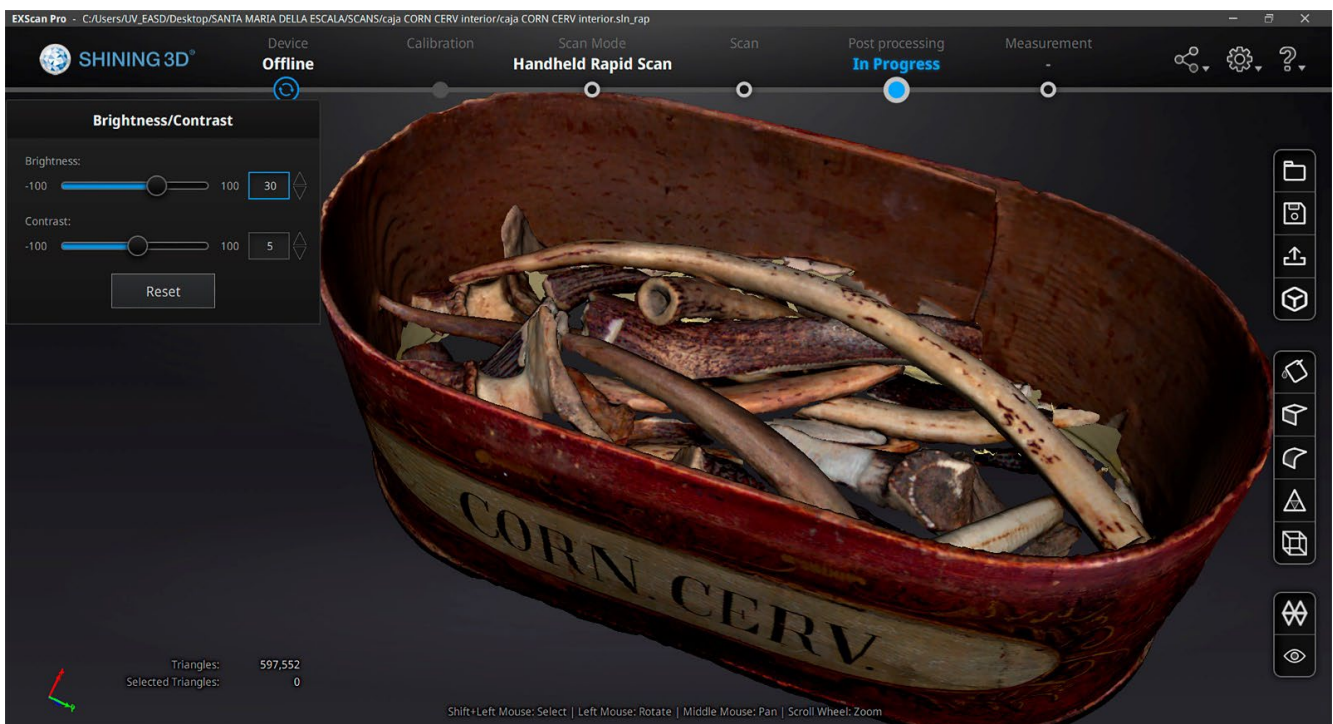 EXScan Pro - C:/Users/UV_EASD/Desktop/SANTA MARIA DELLA ESCALA/SCANS/caja CORN CERV interior/caja CORN CERV interior.sln_rap
SHINING 3D®
Device
Offline
Calibration
Scan Mode
Handheld Rapid Scan
Scan
Post processing
In Progress
Measurement
-
Brightness/Contrast
Brightness:
-100 100 30
Contrast:
-100 100 5
Reset
CORN. CERV.
Triangles: 597,552
Selected Triangles: 0
Shift+Left Mouse: Select | Left Mouse: Rotate | Middle Mouse: Pan | Scroll Wheel: Zoom